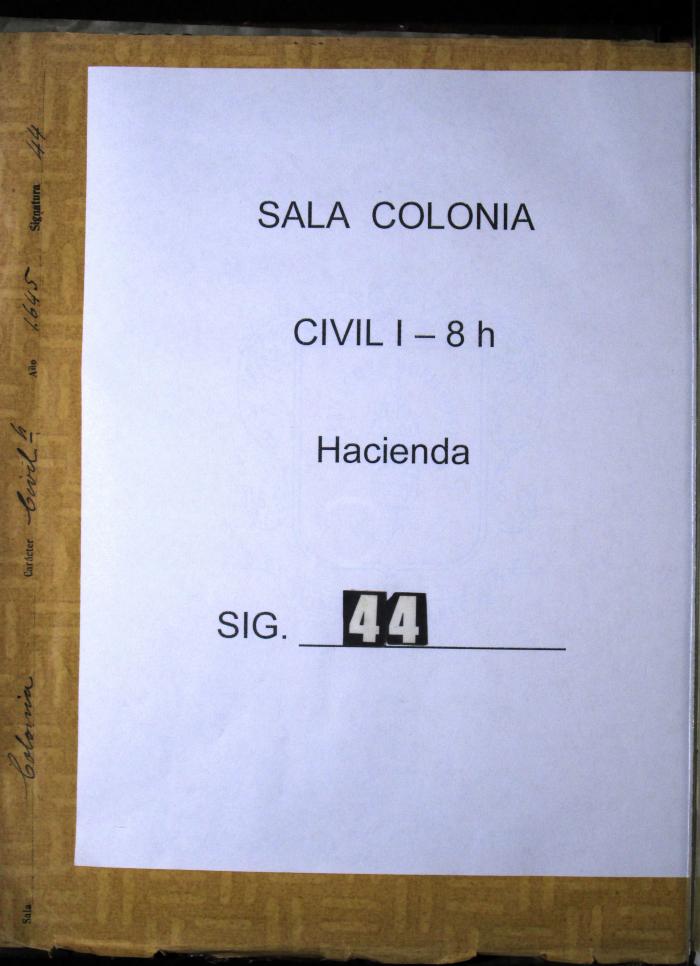 SALA COLONIA
CIVIL I – 8 h
Hacienda
SIG. 44
Sala Colonia Carácter Civil h Año 1.645 Signatura 44